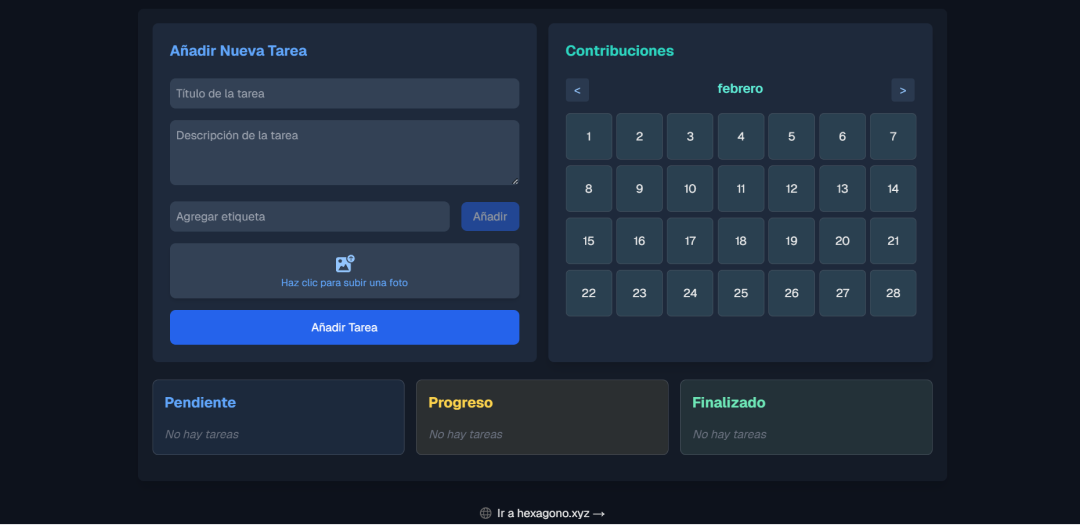 Añadir Nueva Tarea
Título de la tarea
Descripción de la tarea
Agregar etiqueta
Añadir
Haz clic para subir una foto
Añadir Tarea
Contribuciones
< febrero >
1 2 3 4 5 6 7
8 9 10 11 12 13 14
15 16 17 18 19 20 21
22 23 24 25 26 27 28
Pendiente
No hay tareas
Progreso
No hay tareas
Finalizado
No hay tareas
Ir a hexagono.xyz →